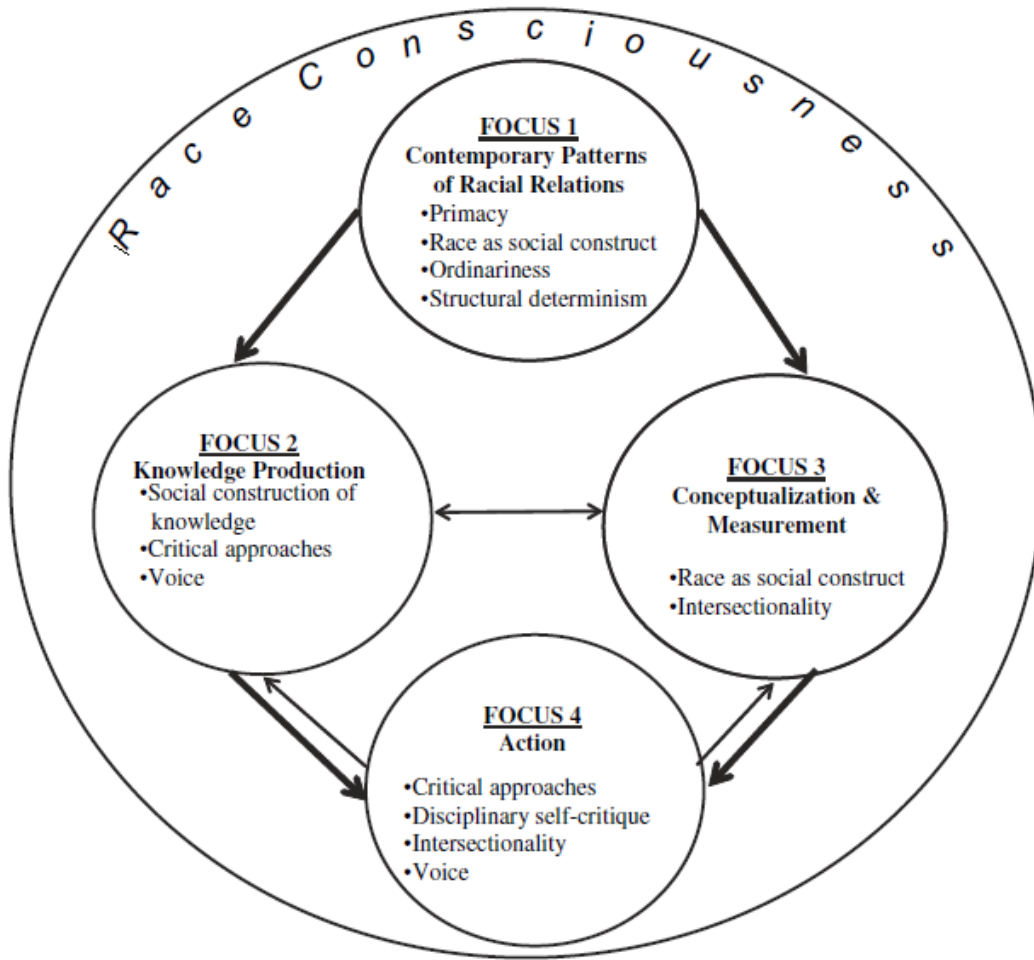 Race Consciousness
FOCUS 1
Contemporary Patterns
of Racial Relations
•Primacy
•Race as social construct
•Ordinariness
•Structural determinism
FOCUS 2
Knowledge Production
•Social construction of
knowledge
•Critical approaches
•Voice
FOCUS 3
Conceptualization &
Measurement
•Race as social construct
•Intersectionality
FOCUS 4
Action
•Critical approaches
•Disciplinary self-critique
•Intersectionality
•Voice